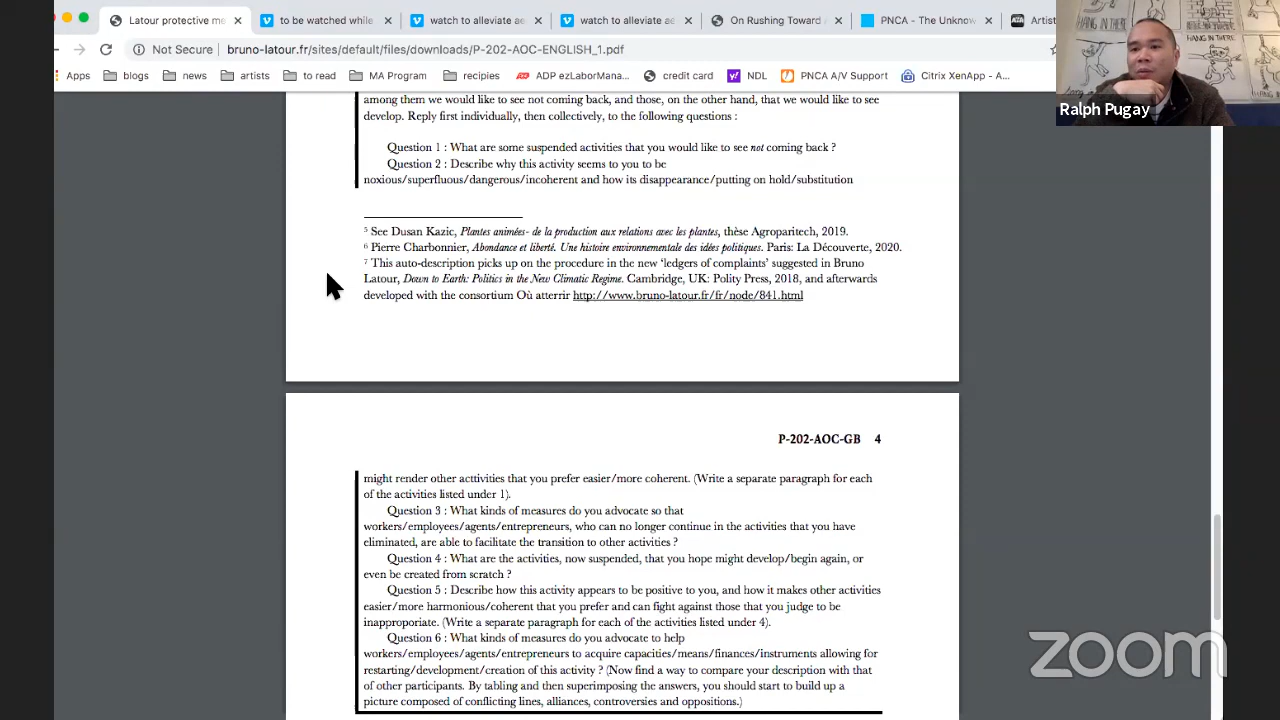 Latour protective me
to be watched while
watch to alleviate ac
watch to alleviate ac
On Rushing Toward
PNCA - The Unknow
Artist
Not Secure
bruno-latour.fr/sites/default/files/downloads/P-202-AOC-ENGLISH_1.pdf
Apps
blogs
news
artists
to read
MA Program
recipies
ADP ezLaborMana...
credit card
NDL
PNCA A/V Support
Citrix XenApp - A...
HANG IN THERE
HANG IN THERE
Ralph Pugay
among them we would like to see not coming back, and those, on the other hand, that we would like to see
develop. Reply first individually, then collectively, to the following questions :
Question 1 : What are some suspended activities that you would like to see not coming back ?
Question 2 : Describe why this activity seems to you to be
noxious/superfluous/dangerous/incoherent and how its disappearance/putting on hold/substitution
5 See Dusan Kazic, Plantes animées- de la production aux relations avec les plantes, thèse Agroparitech, 2019.
6 Pierre Charbonnier, Abondance et liberté. Une histoire environnementale des idées politiques. Paris: La Découverte, 2020.
7 This auto-description picks up on the procedure in the new 'ledgers of complaints' suggested in Bruno
Latour, Down to Earth: Politics in the New Climatic Regime. Cambridge, UK: Polity Press, 2018, and afterwards
developed with the consortium Où atterrir http://www.bruno-latour.fr/fr/node/841.html
P-202-AOC-GB 4
might render other acttivities that you prefer easier/more coherent. (Write a separate paragraph for each
of the activities listed under 1).
Question 3 : What kinds of measures do you advocate so that
workers/employees/agents/entrepreneurs, who can no longer continue in the activities that you have
eliminated, are able to facilitate the transition to other activities ?
Question 4 : What are the activities, now suspended, that you hope might develop/begin again, or
even be created from scratch ?
Question 5 : Describe how this activity appears to be positive to you, and how it makes other activities
easier/more harmonious/coherent that you prefer and can fight against those that you judge to be
inapproporiate. (Write a separate paragraph for each of the activities listed under 4).
Question 6 : What kinds of measures do you advocate to help
workers/employees/agents/entrepreneurs to acquire capacities/means/finances/instruments allowing for
restarting/development/creation of this activity ? (Now find a way to compare your description with that
of other participants. By tabling and then superimposing the answers, you should start to build up a
picture composed of conflicting lines, alliances, controversies and oppositions.)
zoom